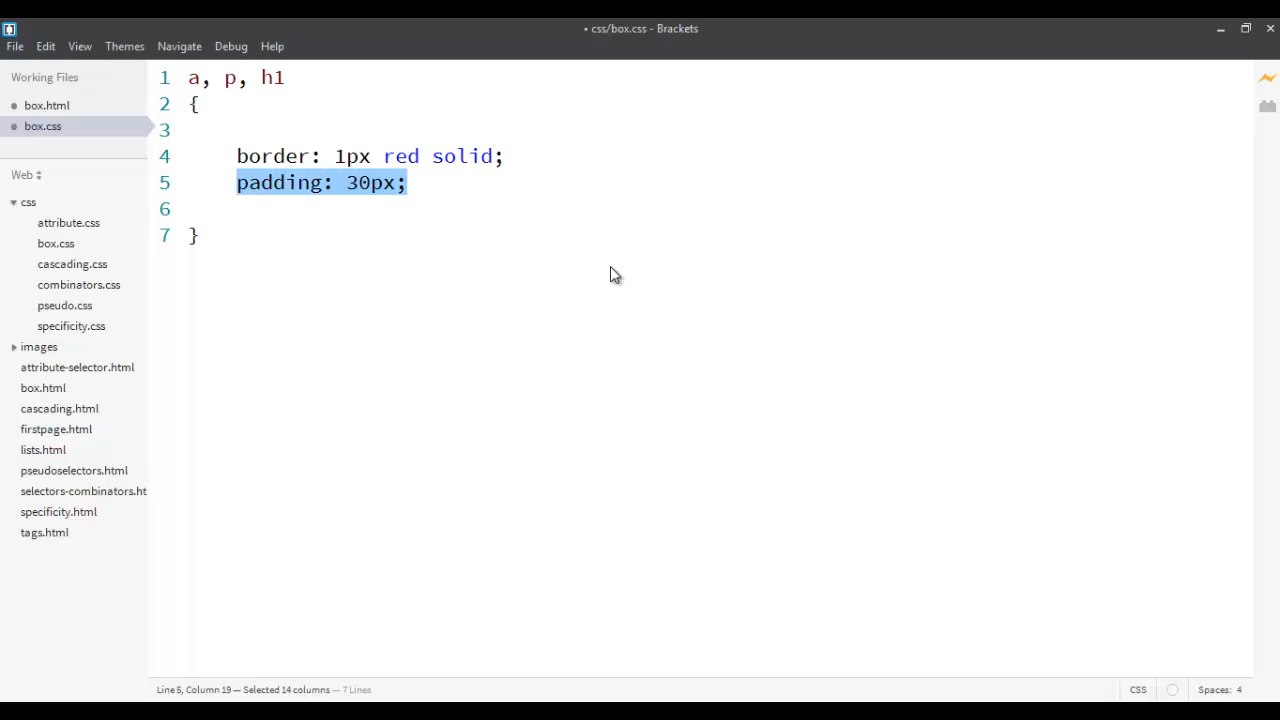 • css/box.css - Brackets
File Edit View Themes Navigate Debug Help
Working Files
box.html
box.css
Web
css
attribute.css
box.css
cascading.css
combinators.css
pseudo.css
specificity.css
images
attribute-selector.html
box.html
cascading.html
firstpage.html
lists.html
pseudoselectors.html
selectors-combinators.ht
specificity.html
tags.html
1 a, p, h1
2 {
3
4 border: 1px red solid;
5 padding: 30px;
6
7 }
Line 5, Column 19 — Selected 14 columns — 7 Lines
CSS
Spaces: 4